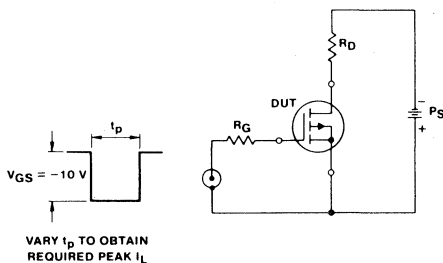 R_D
DUT
t_p
R_G
P_S
−
+
V_GS = −10 V
VARY t_p TO OBTAIN
REQUIRED PEAK I_L